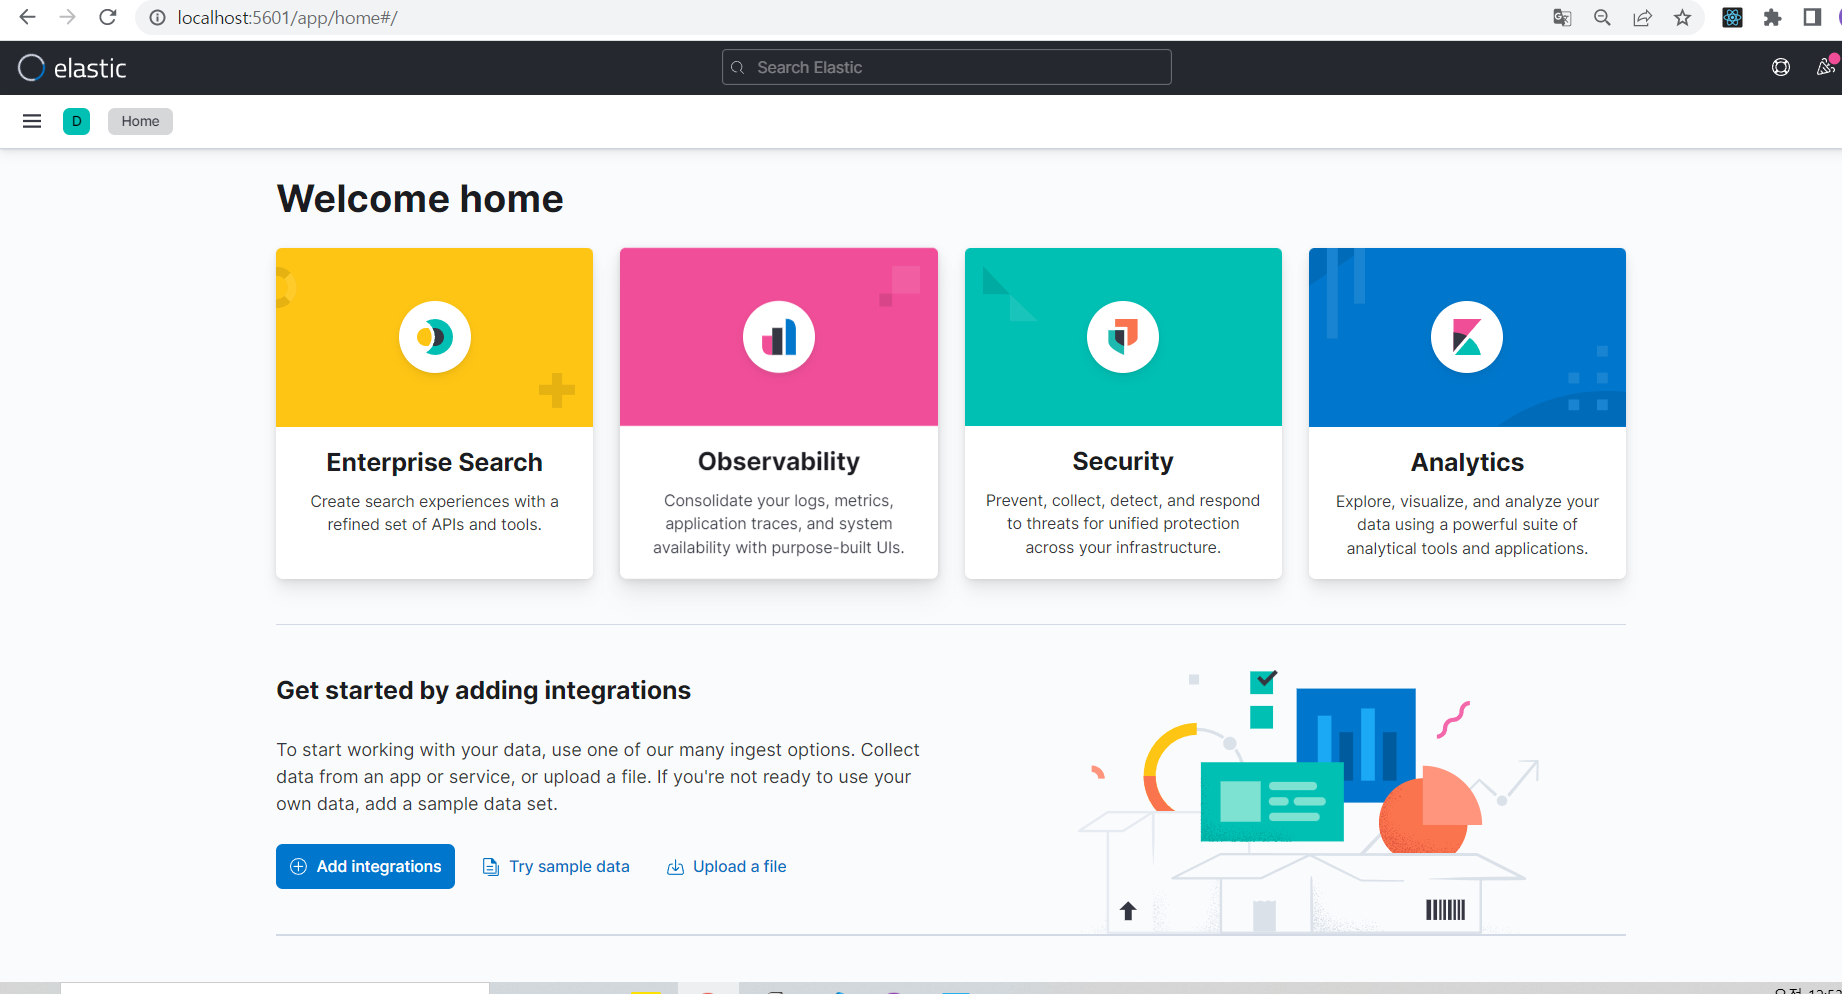 localhost:5601/app/home#/
elastic
Search Elastic
D
Home
Welcome home
Enterprise Search
Create search experiences with a
refined set of APIs and tools.
Observability
Consolidate your logs, metrics,
application traces, and system
availability with purpose-built UIs.
Security
Prevent, collect, detect, and respond
to threats for unified protection
across your infrastructure.
Analytics
Explore, visualize, and analyze your
data using a powerful suite of
analytical tools and applications.
Get started by adding integrations
To start working with your data, use one of our many ingest options. Collect
data from an app or service, or upload a file. If you're not ready to use your
own data, add a sample data set.
Add integrations
Try sample data
Upload a file